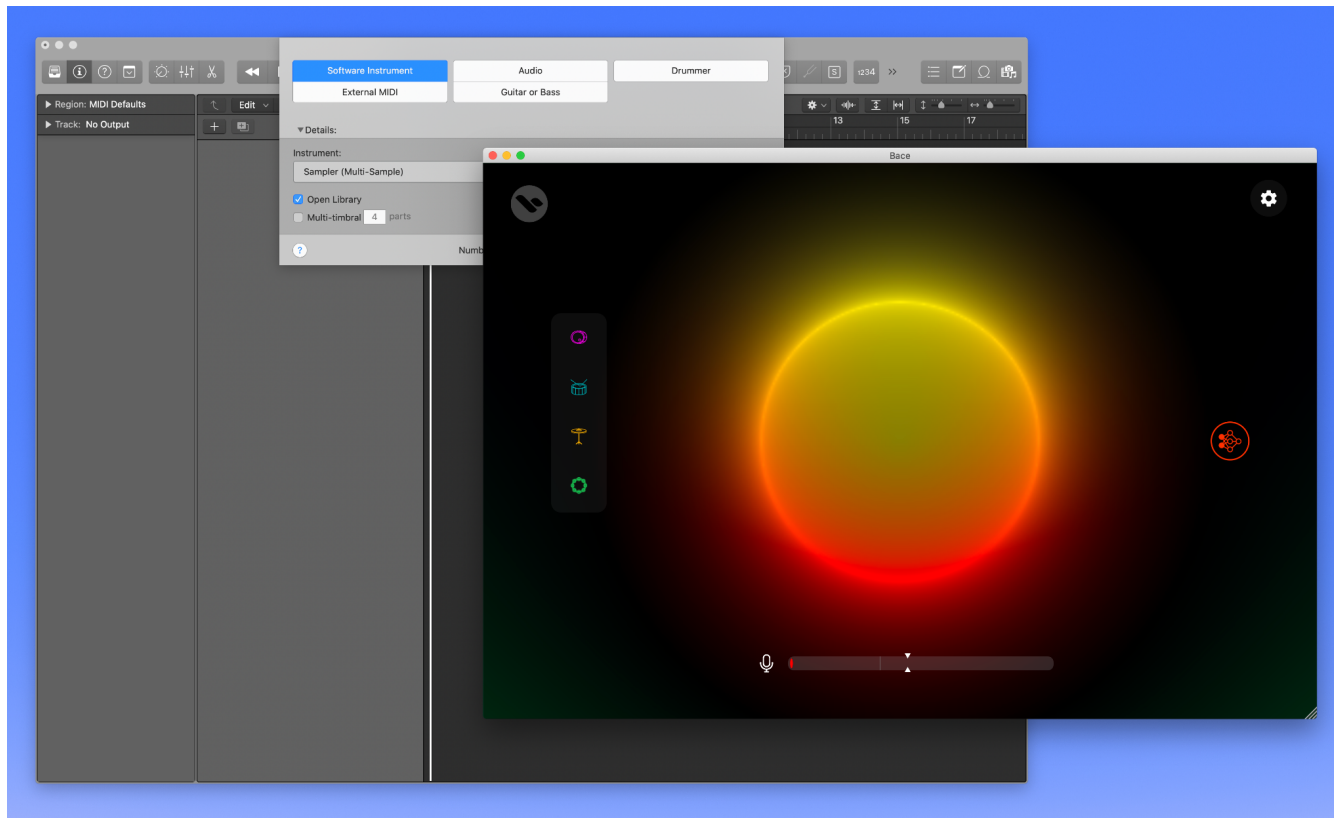 Software Instrument
Audio
Drummer
External MIDI
Guitar or Bass
S
1234
Region: MIDI Defaults
Edit
Track: No Output
13
15
17
Details:
Instrument:
Sampler (Multi-Sample)
Open Library
Multi-timbral 4 parts
?
Numb
Bace